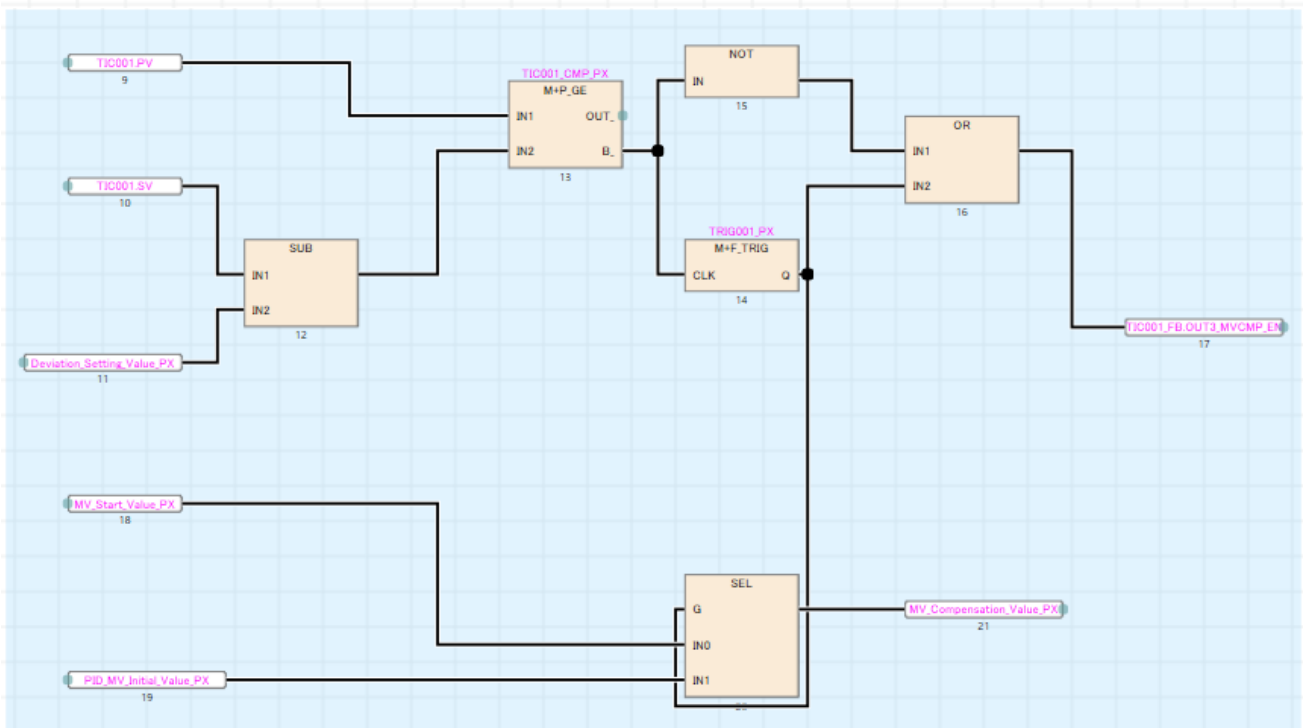 TIC001.PV
9
TIC001.SV
10
Deviation_Setting_Value_PX
11
SUB
IN1
IN2
12
TIC001_CMP_PX
M+P_GE
IN1 OUT_
IN2 B_
13
NOT
IN
15
TRIG001_PX
M+F_TRIG
CLK Q
14
OR
IN1
IN2
16
TIC001_FB.OUT3_MVCMP_EN
17
MV_Start_Value_PX
18
PID_MV_Initial_Value_PX
19
SEL
G
IN0
IN1
MV_Compensation_Value_PX
21